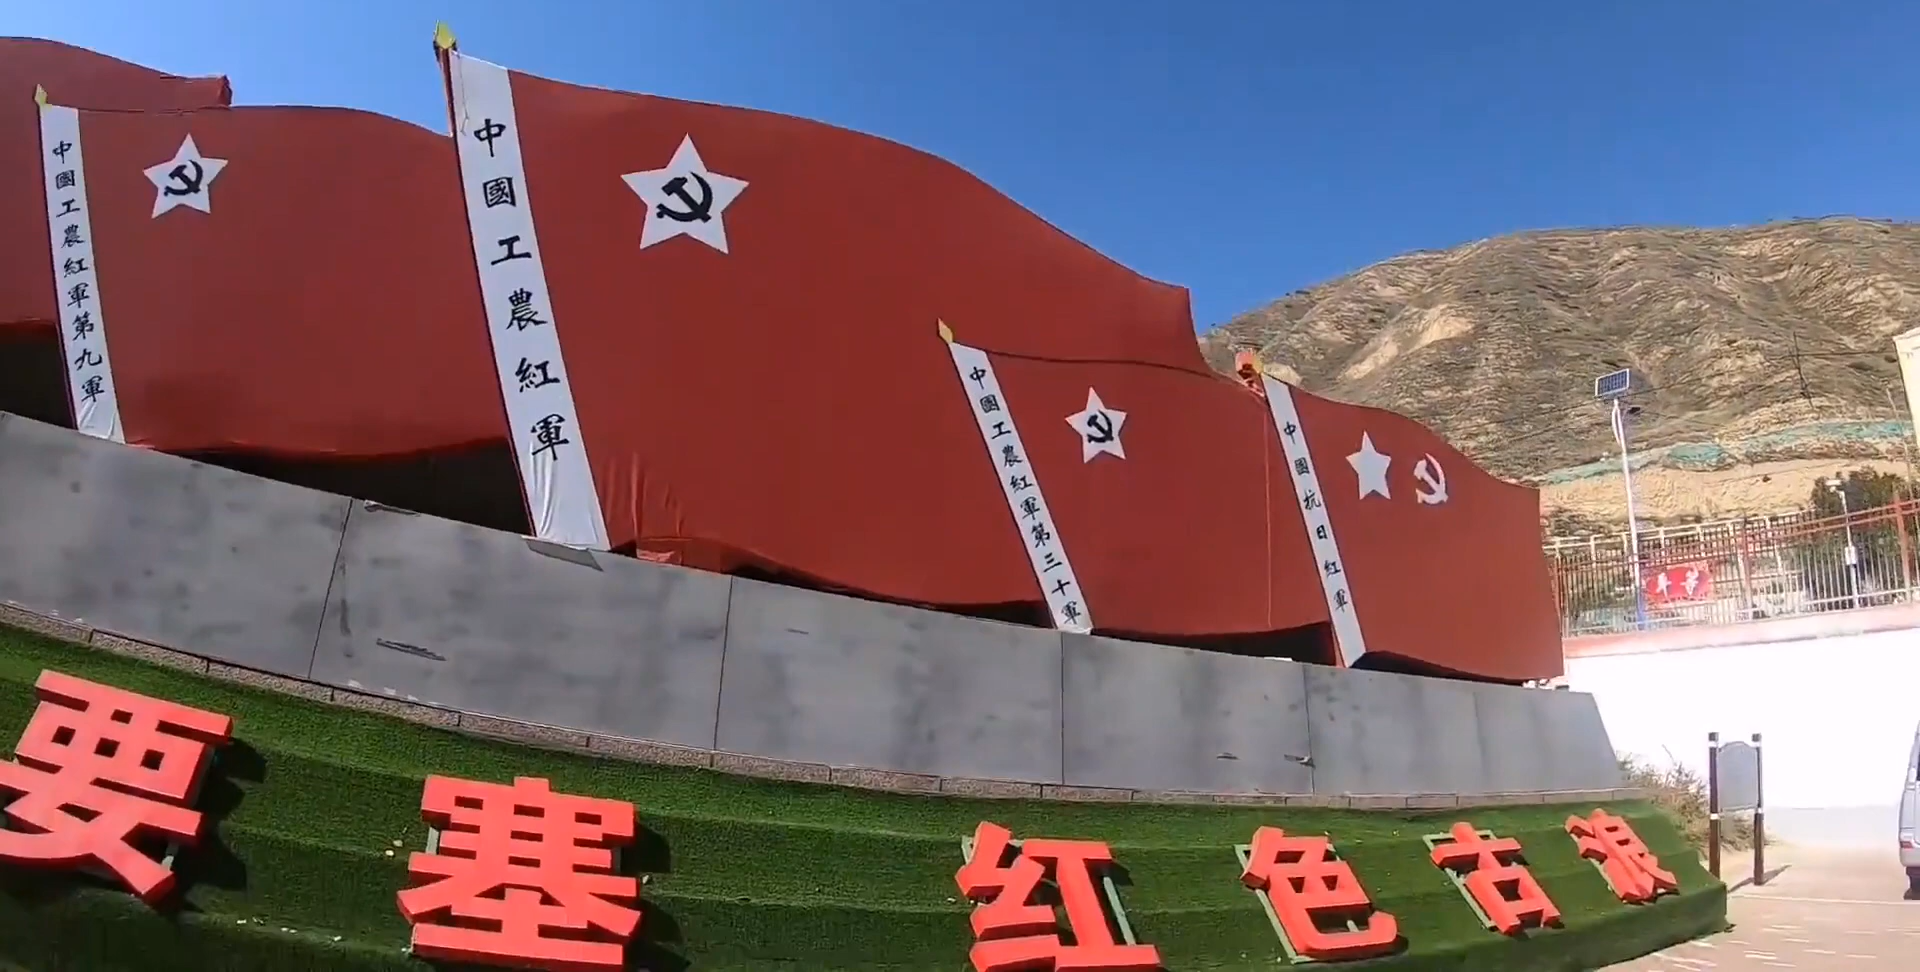 中國工農紅軍第九軍
中國工農紅軍
中國工農紅軍第三十軍
中國抗日紅軍
要塞 红色古浪